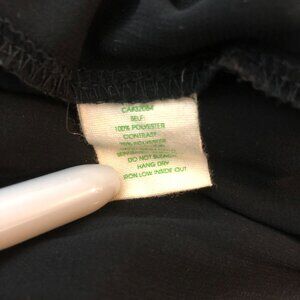 CA#32084
SELF:
100% POLYESTER
CONTRAST:
DO NOT BLEACH
HANG DRY
IRON LOW INSIDE OUT